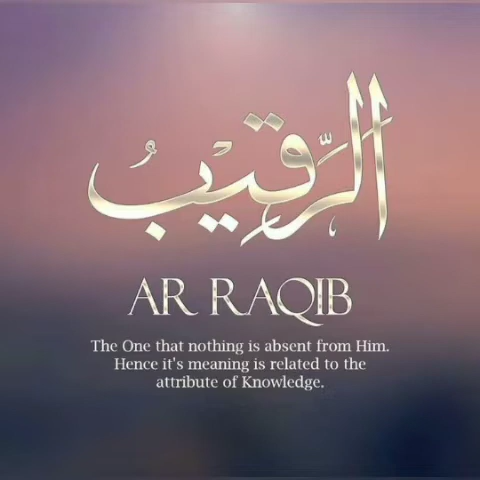 الرَّقِيْبُ
AR RAQIB
The One that nothing is absent from Him.
Hence it's meaning is related to the
attribute of Knowledge.